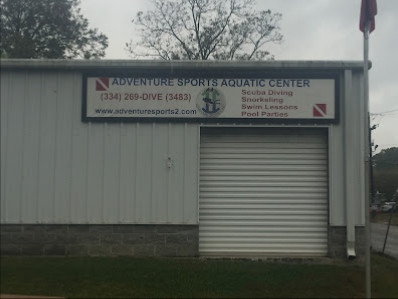 ADVENTURE SPORTS AQUATIC CENTER
(334) 269-DIVE (3483)
www.adventuresports2.com
Scuba Diving
Snorkeling
Swim Lessons
Pool Parties